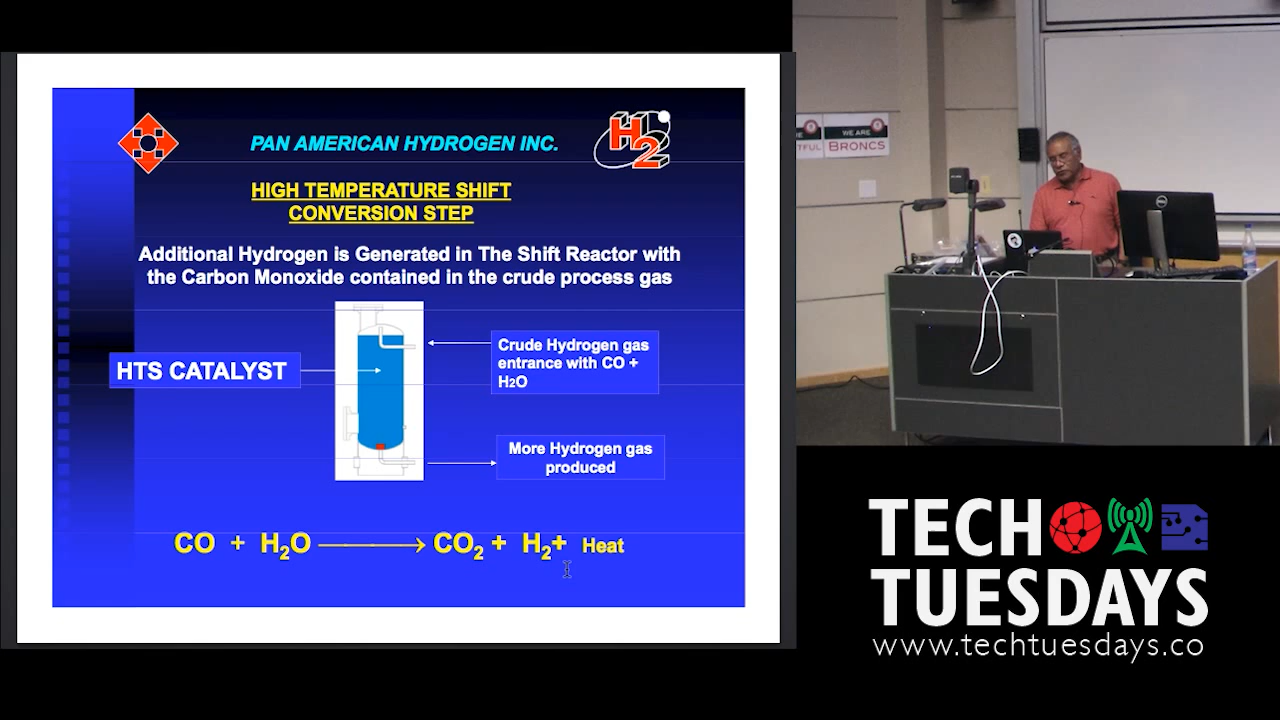 PAN AMERICAN HYDROGEN INC.
H2
HIGH TEMPERATURE SHIFT
CONVERSION STEP
Additional Hydrogen is Generated in The Shift Reactor with
the Carbon Monoxide contained in the crude process gas
HTS CATALYST
Crude Hydrogen gas
entrance with CO +
H2O
More Hydrogen gas
produced
CO + H₂O ⟶ CO₂ + H₂+ Heat
WE ARE
BRONCS
DELL
TECH
TUESDAYS
www.techtuesdays.co